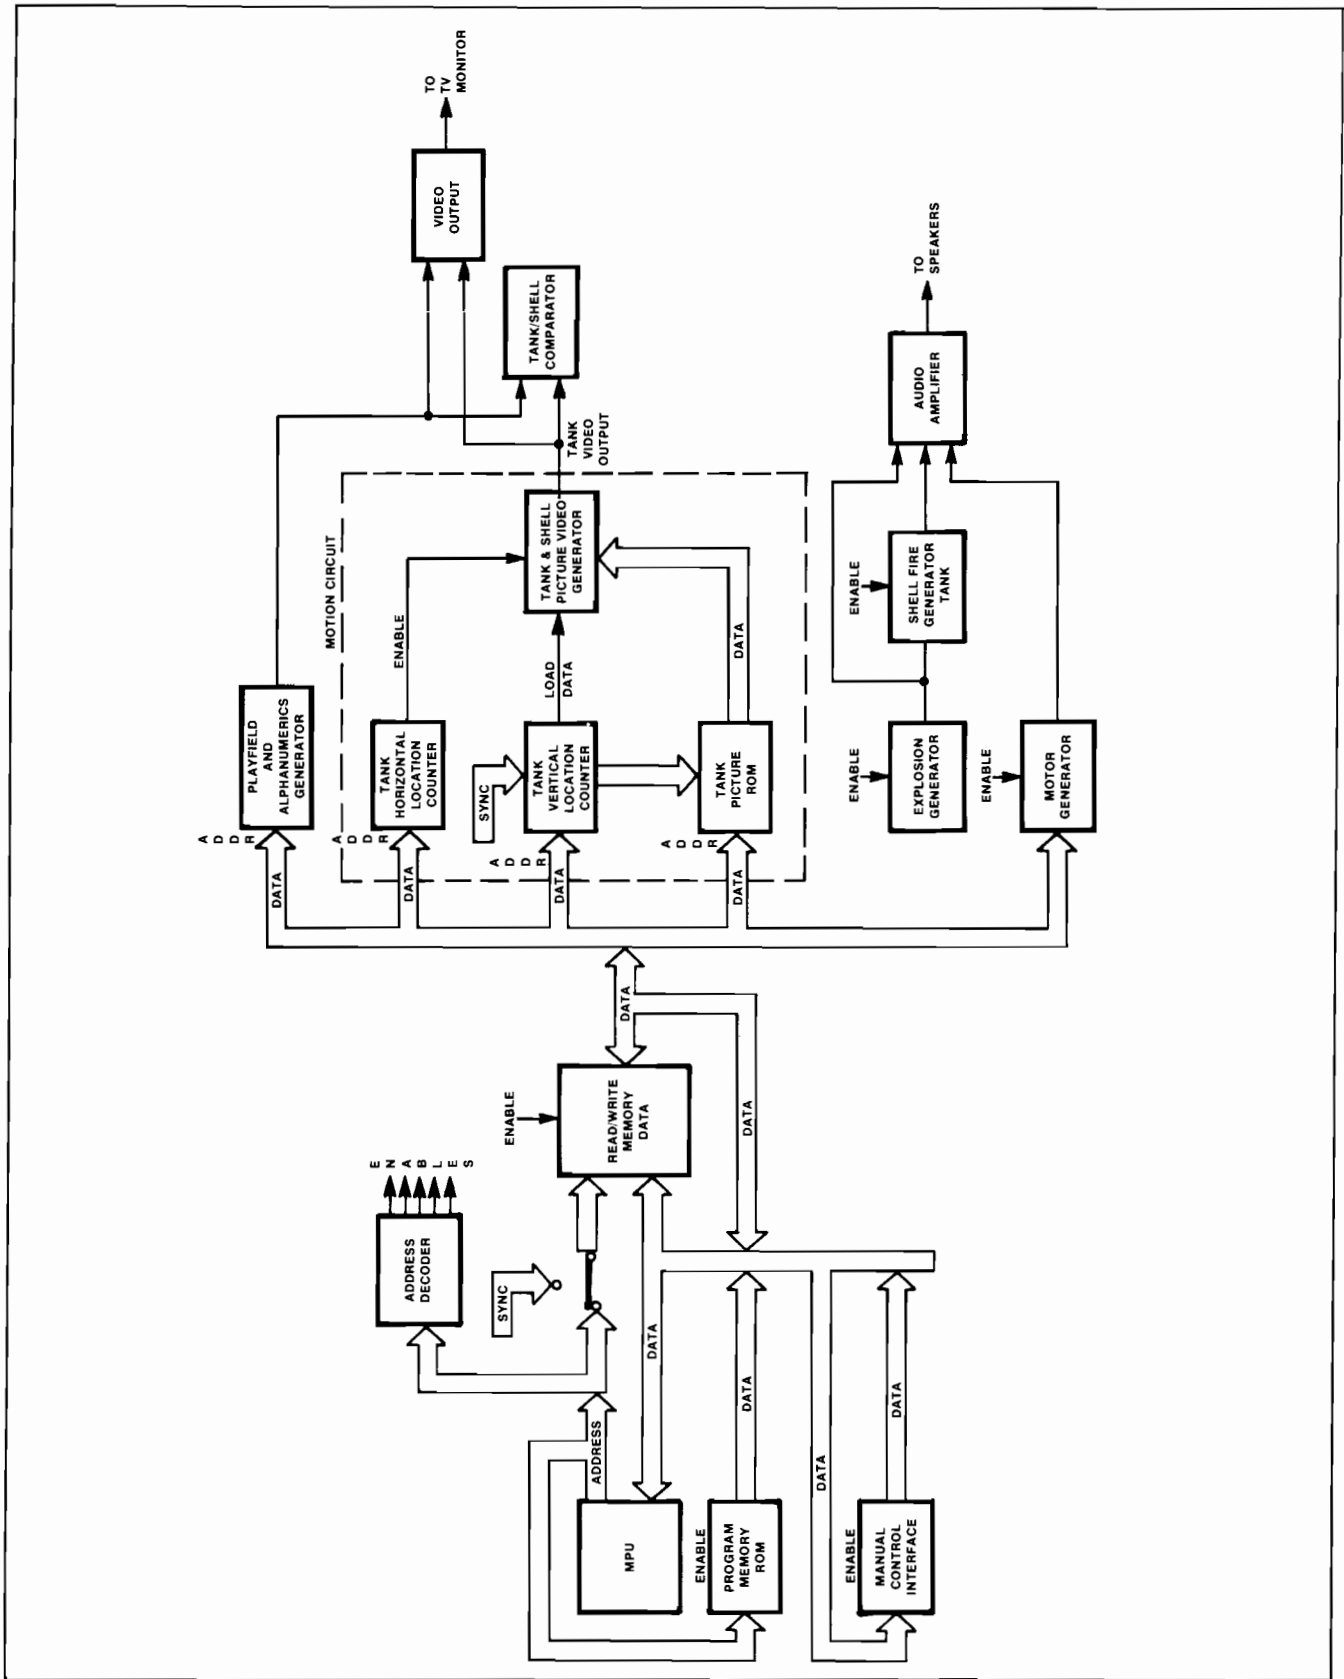 TO
TV
MONITOR
VIDEO
OUTPUT
TANK/SHELL
COMPARATOR
TANK
VIDEO
OUTPUT
MOTION CIRCUIT
TANK & SHELL
PICTURE VIDEO
GENERATOR
ENABLE
LOAD
DATA
DATA
PLAYFIELD
AND
ALPHANUMERICS
GENERATOR
TANK
HORIZONTAL
LOCATION
COUNTER
SYNC
TANK
VERTICAL
LOCATION
COUNTER
TANK
PICTURE
ROM
ADDR
ADDR
ADDR
ADDR
DATA
DATA
DATA
DATA
TO
SPEAKERS
AUDIO
AMPLIFIER
ENABLE
SHELL FIRE
GENERATOR
TANK
ENABLE
EXPLOSION
GENERATOR
ENABLE
MOTOR
GENERATOR
DATA
DATA
ENABLE
READ/WRITE
MEMORY
DATA
ENABLES
ADDRESS
DECODER
SYNC
ADDRESS
DATA
DATA
DATA
DATA
MPU
ENABLE
PROGRAM
MEMORY
ROM
ENABLE
MANUAL
CONTROL
INTERFACE